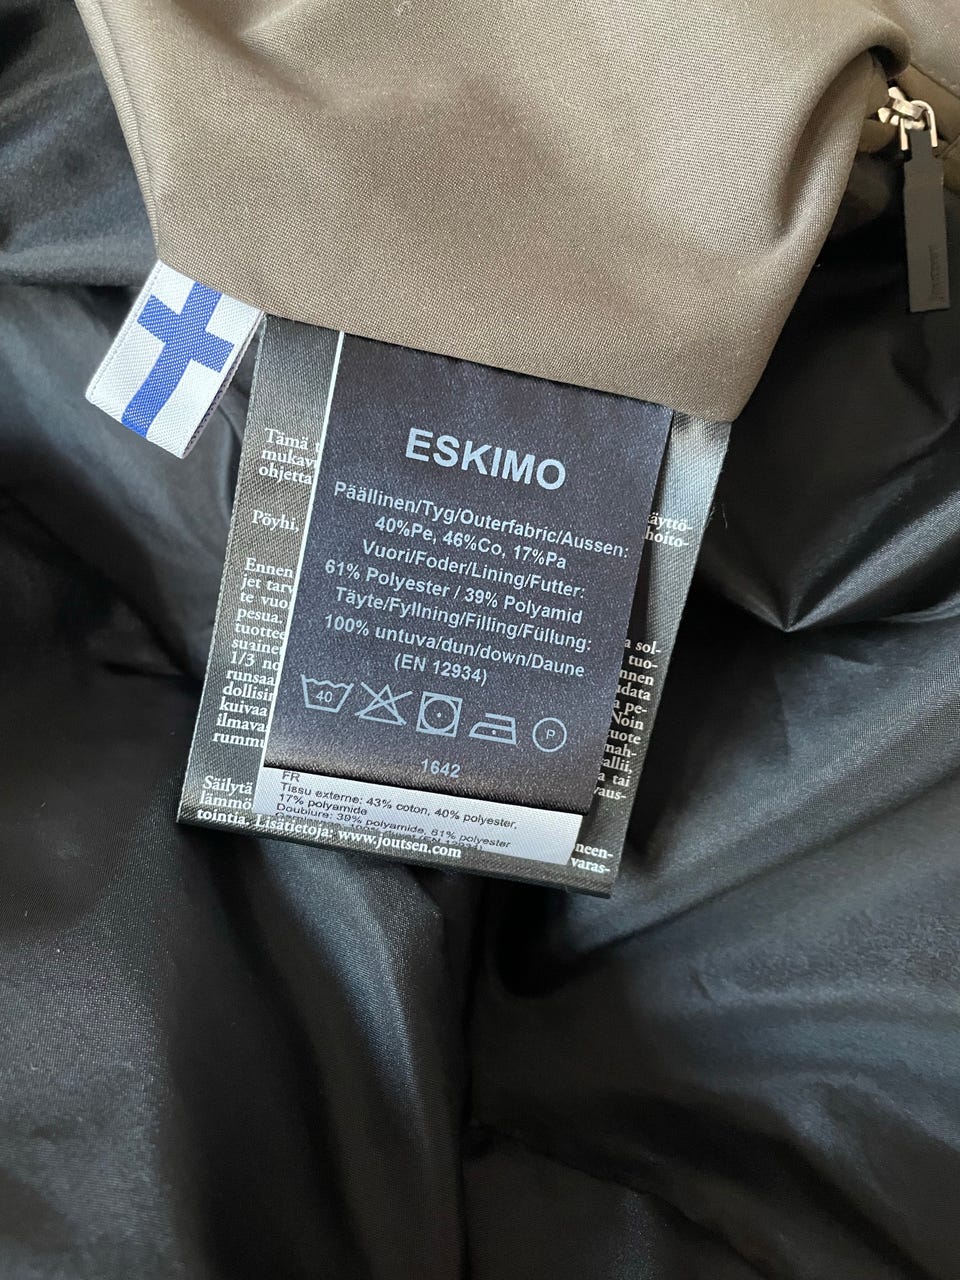 ESKIMO
Päällinen/Tyg/Outerfabric/Aussen:
40%Pe, 46%Co, 17%Pa
Vuori/Foder/Lining/Futter:
61% Polyester / 39% Polyamid
Täyte/Fyllning/Filling/Füllung:
100% untuva/dun/down/Daune
(EN 12934)
40
P
1642
FR
Tissu externe: 43% coton, 40% polyester,
17% polyamide
Doublure: 39% polyamide, 61% polyester
Tämä
mukav
ohjetta
Pöyhi,
Ennen
jet tarv
te vuo
pesua.
tuottee
suaine
1/3 no
runsaa
dollisin
kuivaa
ilmava
rummu
Säilytä
lämmö
tointia. Lisätietoja: www.joutsen.com
käyttö-
hoito-
a sol-
tuo-
nnen
udata
a pe-
Noin
tuote
mah-
allii,
a tai
vaus-
neen-
varas-